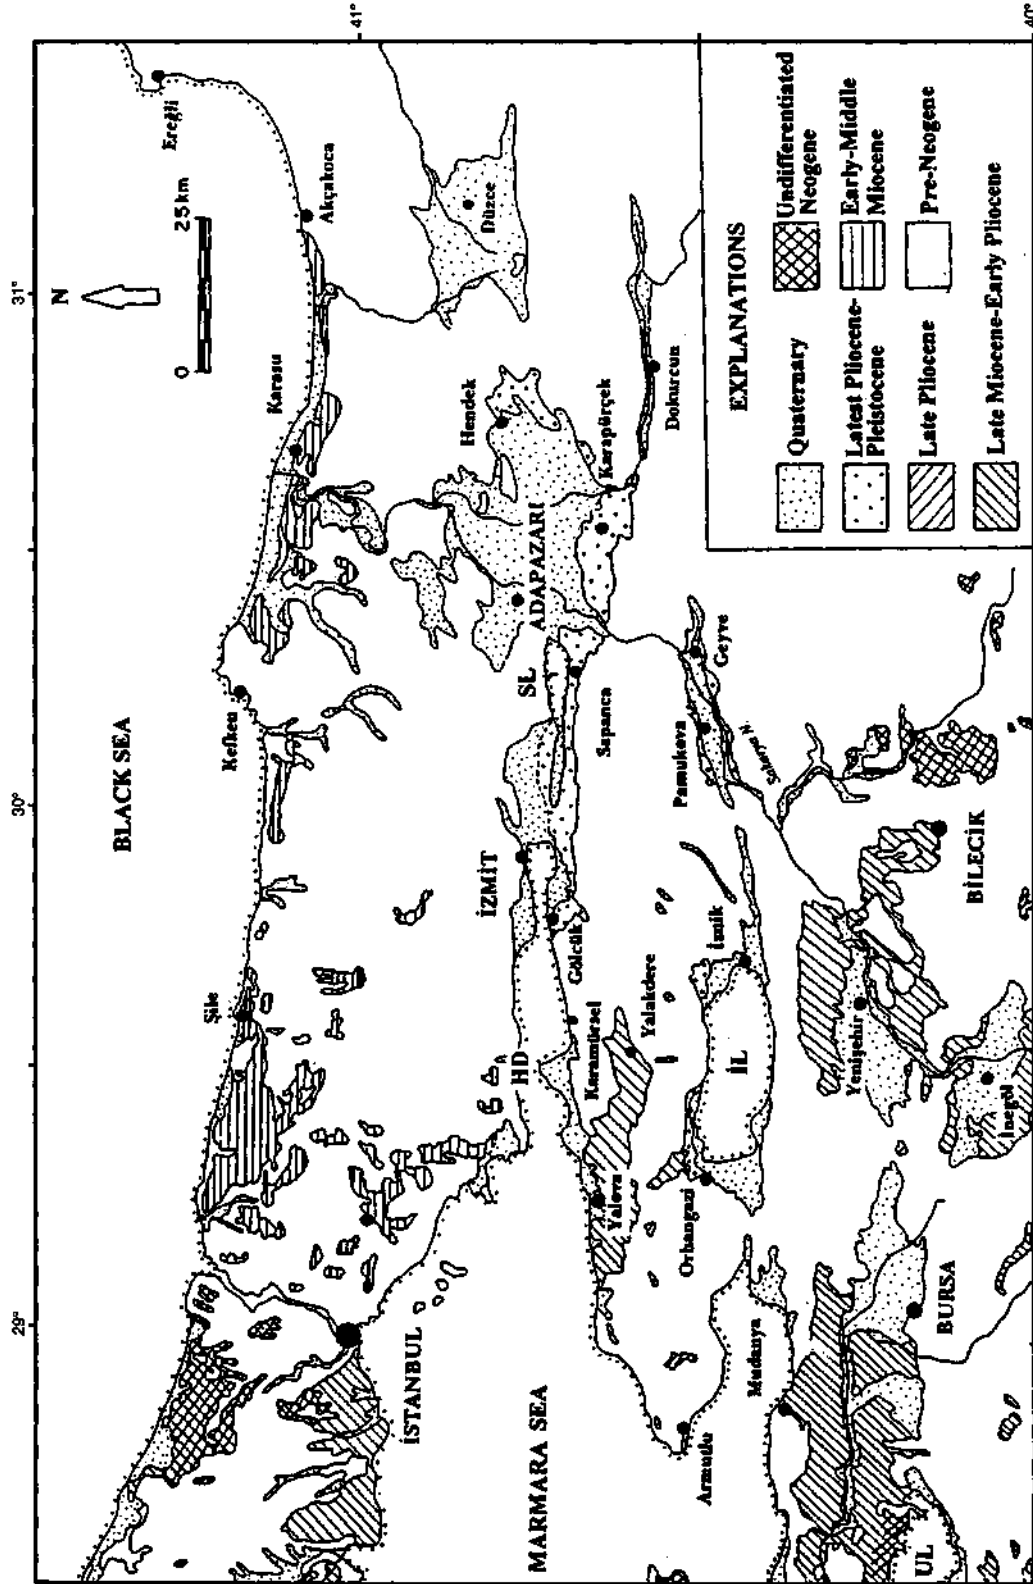 BLACK SEA
MARMARA SEA
N
0 25 km
29°
30°
31°
41°
40°
Ereğli
Akçakoca
Karasu
Kefken
Şile
Düzce
Hendek
ADAPAZARI
Karapürçek
Dokurcun
SL
Sapanca
İZMİT
Gölcük
HD
Karamürsel
Yalakdere
Yalova
İSTANBUL
Geyve
Pamukova
Sakarya N.
İznik
İL
Orhangazi
Armutlu
Mudanya
BİLECİK
Yenişehir
İnegöl
BURSA
UL
EXPLANATIONS
Quaternary
Undifferentiated
Neogene
Latest Pliocene-
Pleistocene
Early-Middle
Miocene
Late Pliocene
Pre-Neogene
Late Miocene-Early Pliocene